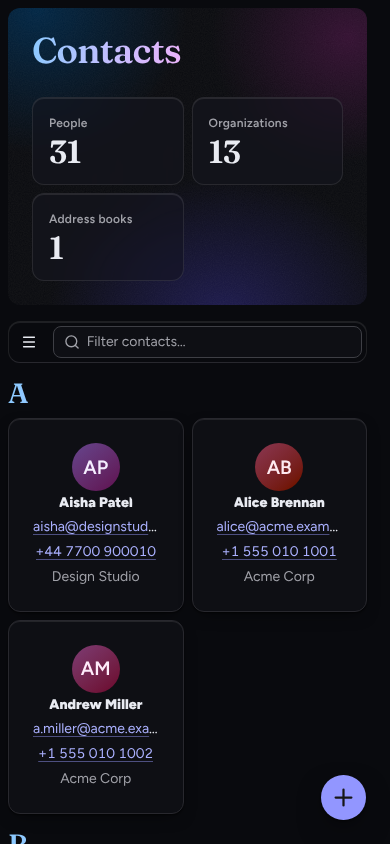 Contacts
People
31
Organizations
13
Address books
1
Filter contacts...
A
AP
Aisha Patel
aisha@designstud...
+44 7700 900010
Design Studio
AB
Alice Brennan
alice@acme.exam...
+1 555 010 1001
Acme Corp
AM
Andrew Miller
a.miller@acme.exa...
+1 555 010 1002
Acme Corp